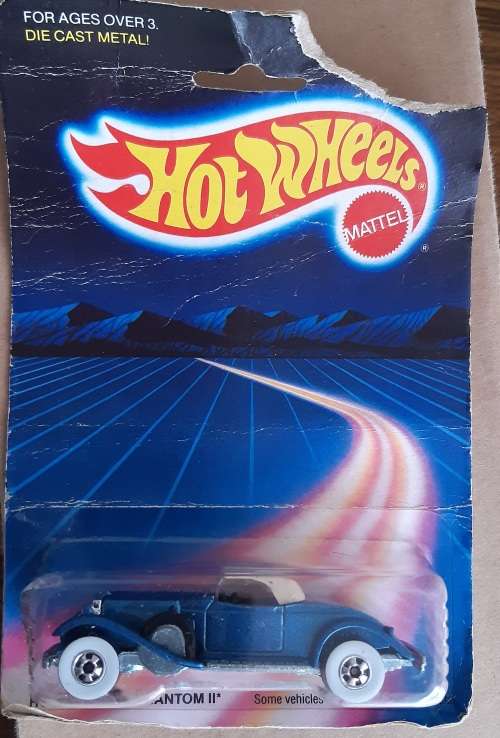 FOR AGES OVER 3.
DIE CAST METAL!
HOT WHEELS®
MATTEL
®
ANTOM II* Some vehicles